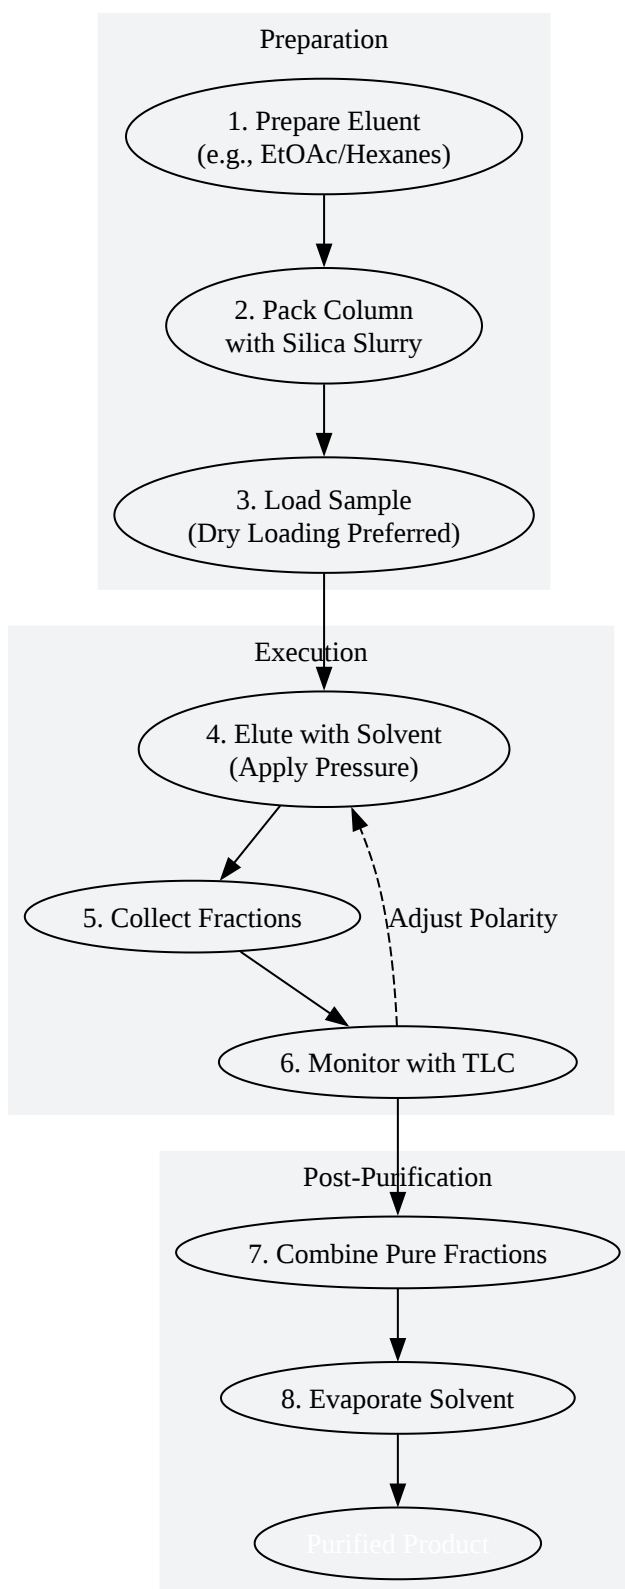 Preparation
1. Prepare Eluent
(e.g., EtOAc/Hexanes)
2. Pack Column
with Silica Slurry
3. Load Sample
(Dry Loading Preferred)
Execution
4. Elute with Solvent
(Apply Pressure)
5. Collect Fractions
Adjust Polarity
6. Monitor with TLC
Post-Purification
7. Combine Pure Fractions
8. Evaporate Solvent
Purified Product